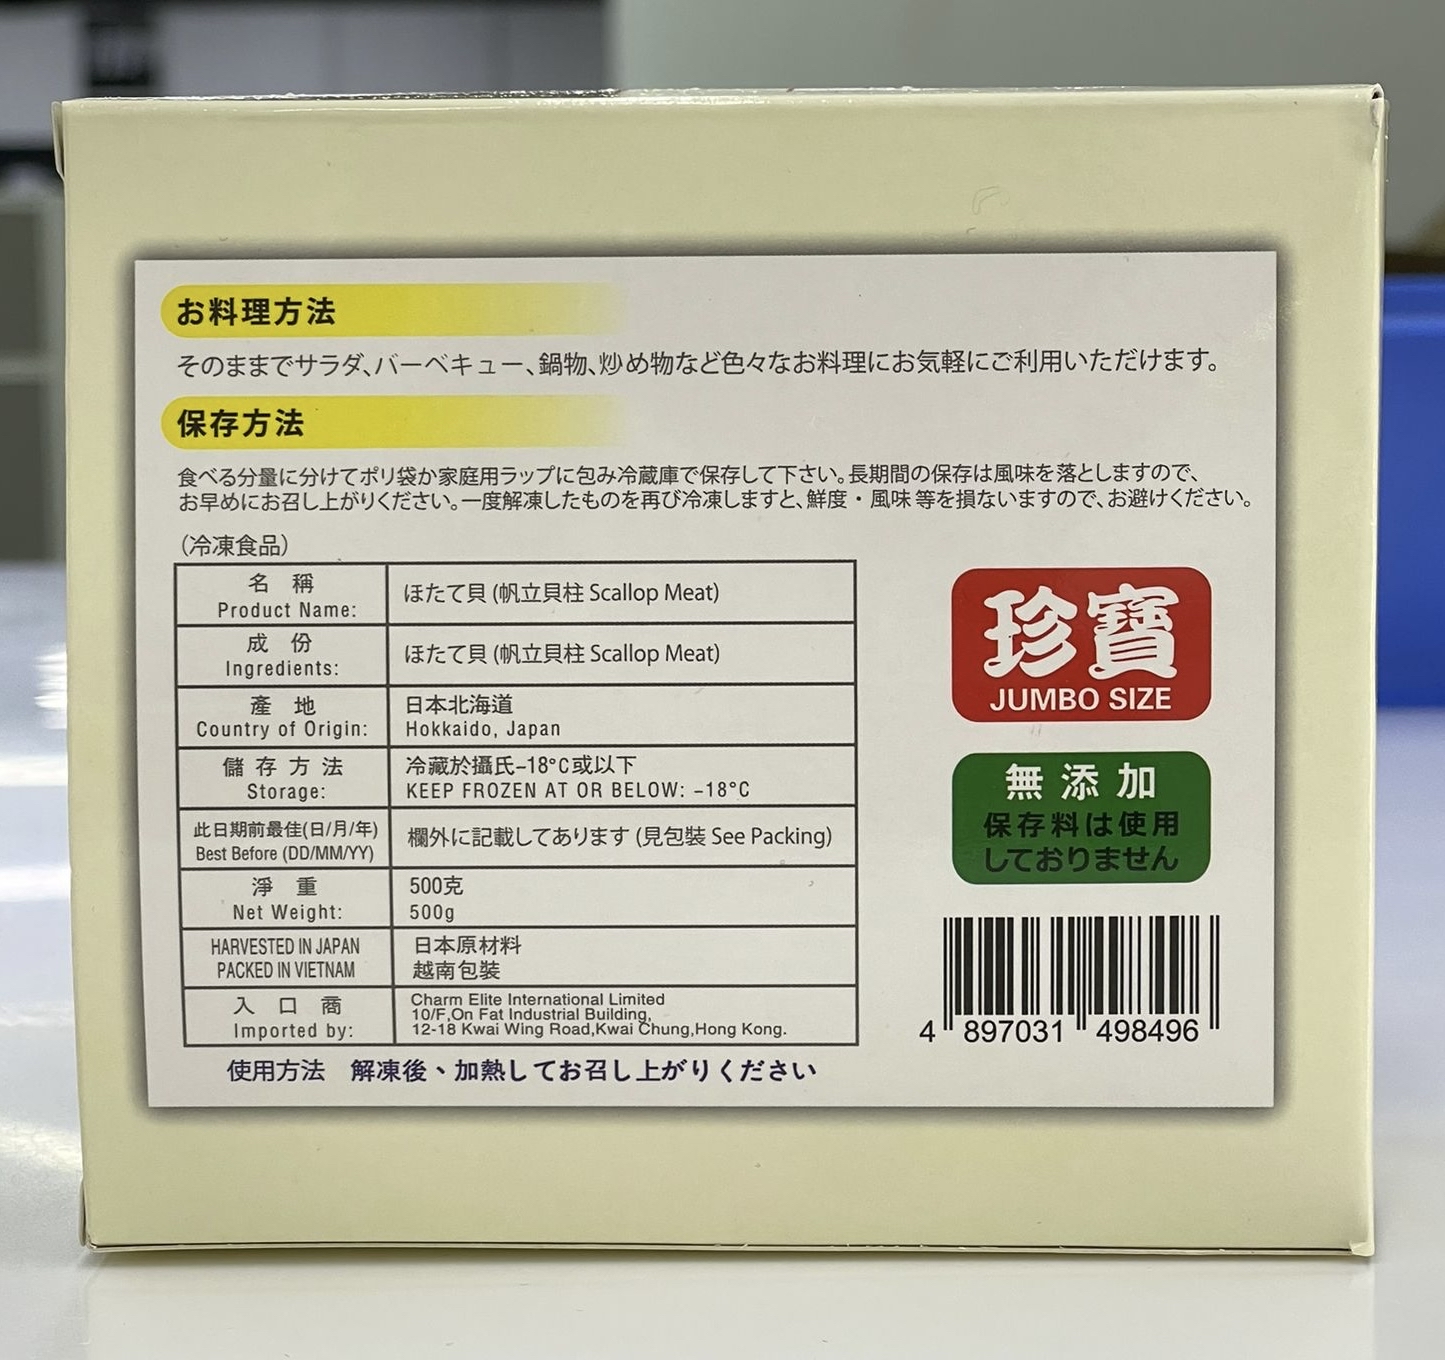 お料理方法
そのままでサラダ、バーベキュー、鍋物、炒め物など色々なお料理にお気軽にご利用いただけます。
保存方法
食べる分量に分けてポリ袋か家庭用ラップに包み冷蔵庫で保存して下さい。長期間の保存は風味を落としますので、
お早めにお召し上がりください。一度解凍したものを再び冷凍しますと、鮮度・風味等を損ないますので、お避けください。
(冷凍食品)
名 稱
Product Name:
ほたて貝 (帆立貝柱 Scallop Meat)
成 份
Ingredients:
ほたて貝 (帆立貝柱 Scallop Meat)
產 地
Country of Origin:
日本北海道
Hokkaido, Japan
儲 存 方 法
Storage:
冷藏於攝氏-18°C或以下
KEEP FROZEN AT OR BELOW: -18°C
此日期前最佳(日/月/年)
Best Before (DD/MM/YY)
欄外に記載してあります (見包裝 See Packing)
淨 重
Net Weight:
500克
500g
HARVESTED IN JAPAN
PACKED IN VIETNAM
日本原材料
越南包裝
入 口 商
Imported by:
Charm Elite International Limited
10/F,On Fat Industrial Building,
12-18 Kwai Wing Road,Kwai Chung,Hong Kong.
使用方法 解凍後、加熱してお召し上がりください
珍寶
JUMBO SIZE
無添加
保存料は使用
しておりません
4 897031 498496